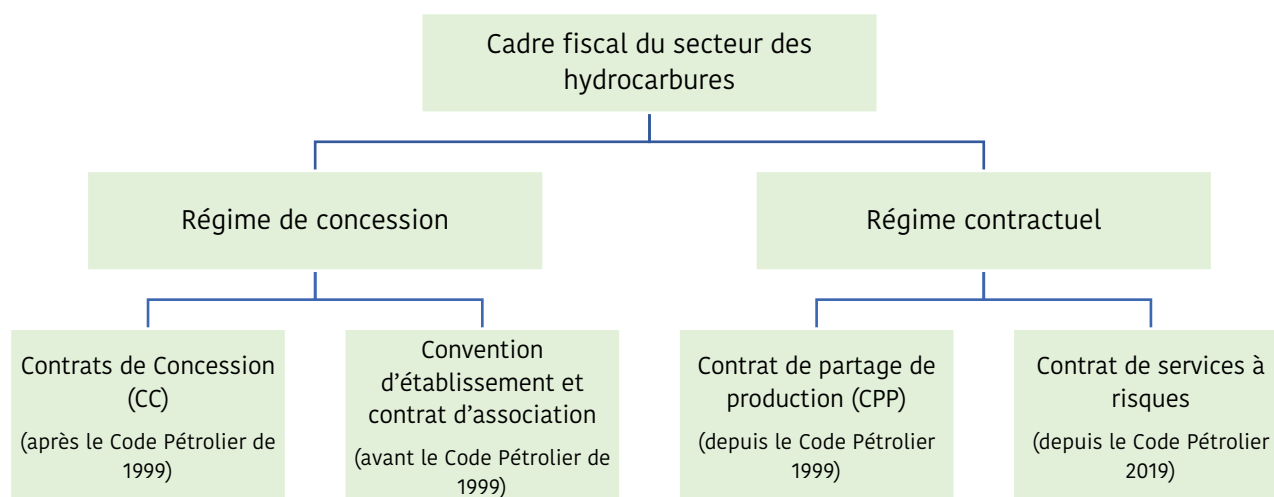 Cadre fiscal du secteur des
hydrocarbures
Régime de concession
Régime contractuel
Contrats de Concession
(CC)
(après le Code Pétrolier de
1999)
Convention
d'établissement et
contrat d'association
(avant le Code Pétrolier de
1999)
Contrat de partage de
production (CPP)
(depuis le Code Pétrolier
1999)
Contrat de services à
risques
(depuis le Code Pétrolier
2019)